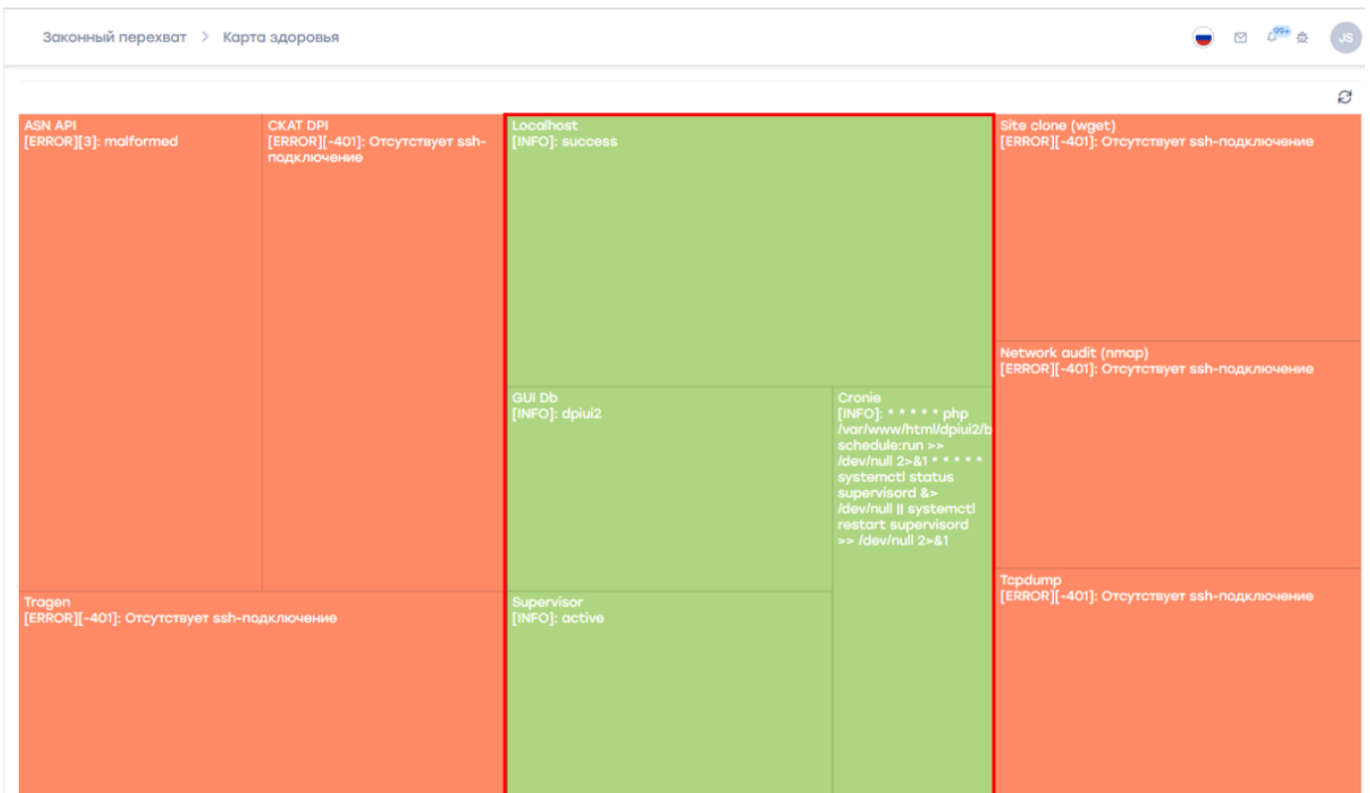 Законный перехват > Карта здоровья
99+
JS
ASN API
[ERROR][3]: malformed
СКАТ DPI
[ERROR][-401]: Отсутствует ssh-
подключение
Localhost
[INFO]: success
Site clone (wget)
[ERROR][-401]: Отсутствует ssh-подключение
Network audit (nmap)
[ERROR][-401]: Отсутствует ssh-подключение
GUI Db
[INFO]: dpiui2
Cronie
[INFO]: * * * * * php
/var/www/html/dpiui2/b
schedule:run >>
/dev/null 2>&1 * * * * *
systemctl status
supervisord &>
/dev/null || systemctl
restart supervisord
>> /dev/null 2>&1
Tcpdump
[ERROR][-401]: Отсутствует ssh-подключение
Tragen
[ERROR][-401]: Отсутствует ssh-подключение
Supervisor
[INFO]: active